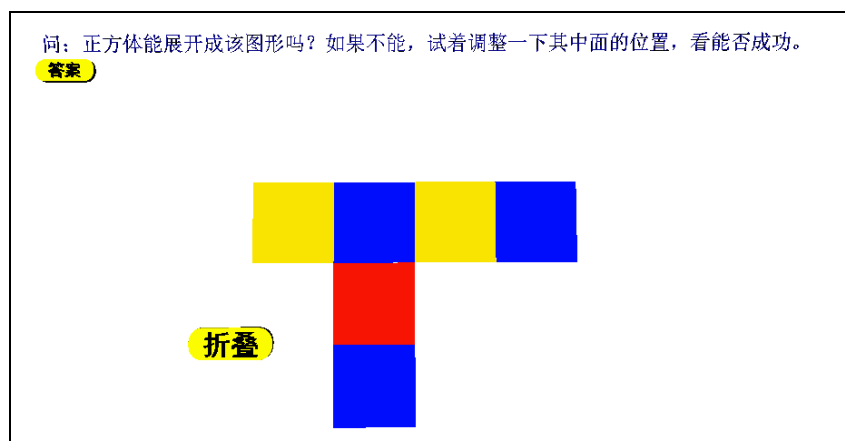 问：正方体能展开成该图形吗？如果不能，试着调整一下其中面的位置，看能否成功。
答案
折叠